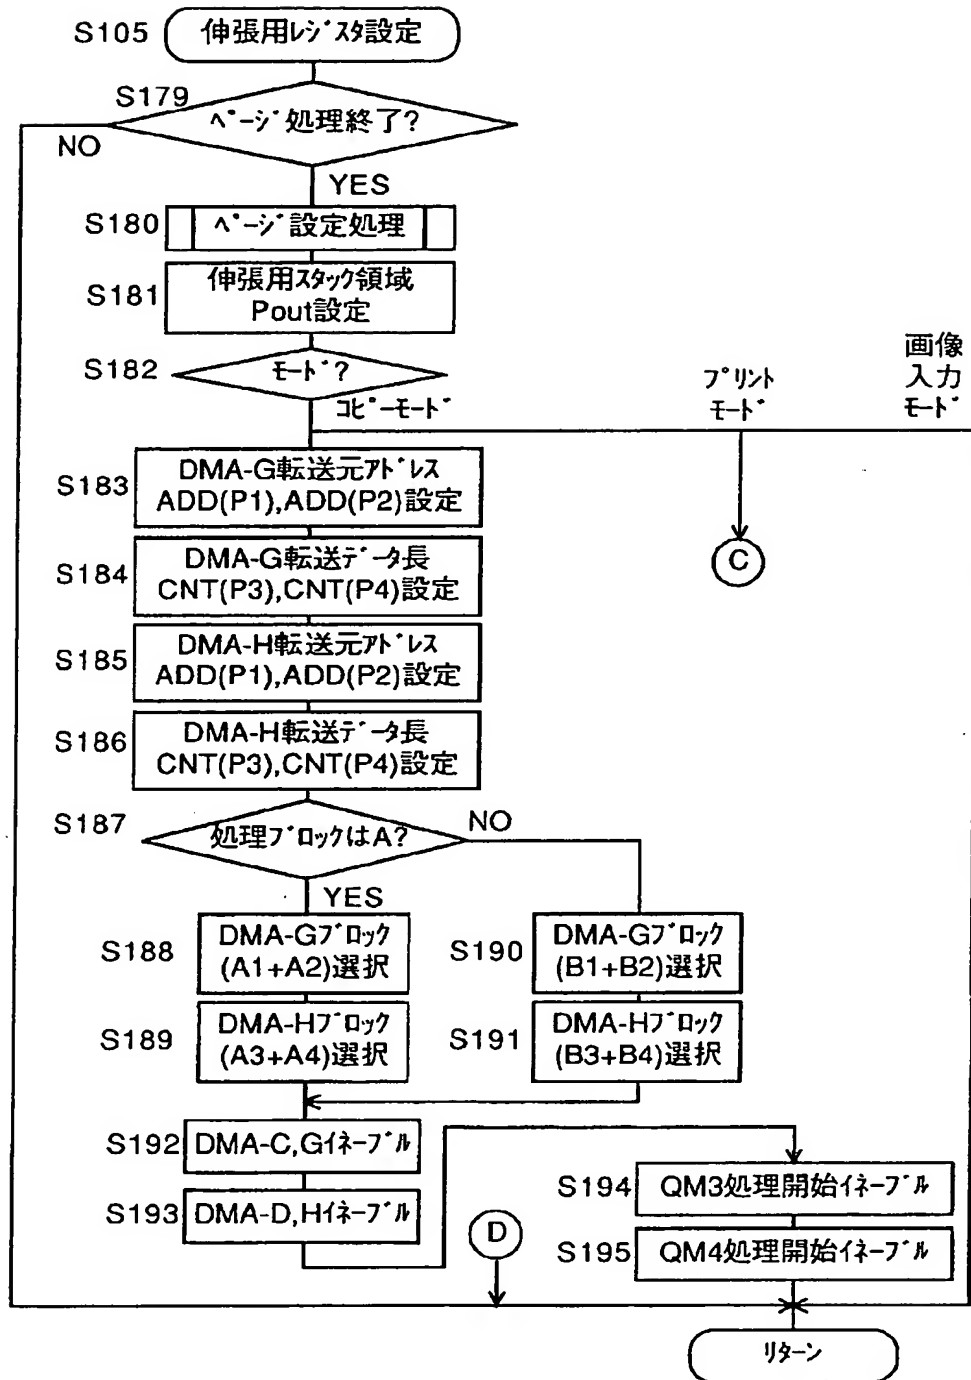 S105 伸張用ﾚｼﾞｽﾀ設定
S179
ﾍﾟｰｼﾞ処理終了?
NO
YES
S180 ﾍﾟｰｼﾞ設定処理
S181 伸張用ｽﾀｯｸ領域
Pout設定
S182 ﾓｰﾄﾞ?
ｺﾋﾟｰﾓｰﾄﾞ
ﾌﾟﾘﾝﾄ
ﾓｰﾄﾞ
画像
入力
ﾓｰﾄﾞ
C
S183 DMA-G転送元ｱﾄﾞﾚｽ
ADD(P1),ADD(P2)設定
S184 DMA-G転送ﾃﾞｰﾀ長
CNT(P3),CNT(P4)設定
S185 DMA-H転送元ｱﾄﾞﾚｽ
ADD(P1),ADD(P2)設定
S186 DMA-H転送ﾃﾞｰﾀ長
CNT(P3),CNT(P4)設定
S187 処理ﾌﾞﾛｯｸはA?
NO
YES
S188 DMA-Gﾌﾞﾛｯｸ
(A1+A2)選択
S190 DMA-Gﾌﾞﾛｯｸ
(B1+B2)選択
S189 DMA-Hﾌﾞﾛｯｸ
(A3+A4)選択
S191 DMA-Hﾌﾞﾛｯｸ
(B3+B4)選択
S192 DMA-C,Gｲﾈｰﾌﾞﾙ
S193 DMA-D,Hｲﾈｰﾌﾞﾙ
D
S194 QM3処理開始ｲﾈｰﾌﾞﾙ
S195 QM4処理開始ｲﾈｰﾌﾞﾙ
ﾘﾀｰﾝ